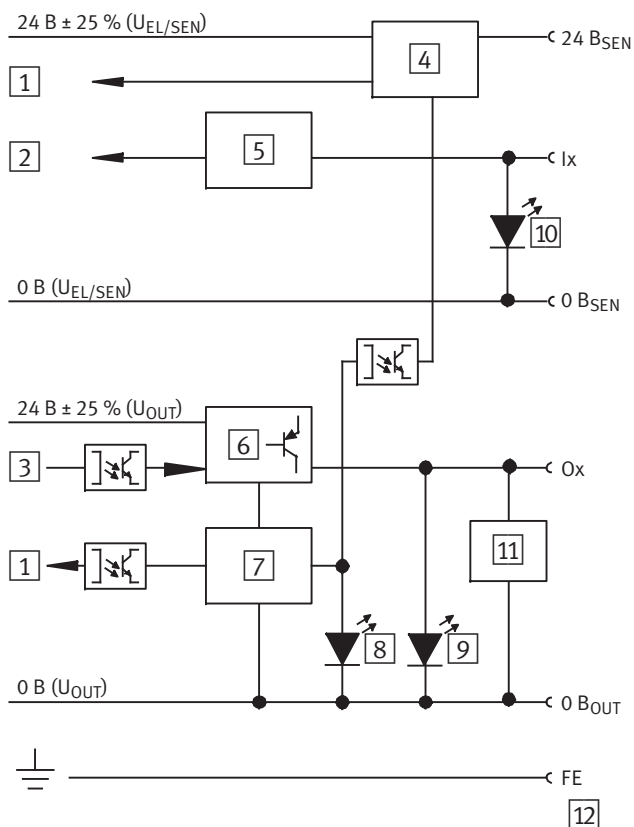 24 В ± 25 % (U_EL/SEN)
4
24 В_SEN
1
2
5
Ix
10
0 В (U_EL/SEN)
0 В_SEN
24 В ± 25 % (U_OUT)
6
3
Ox
1
7
11
8
9
0 В (U_OUT)
0 В_OUT
FE
12